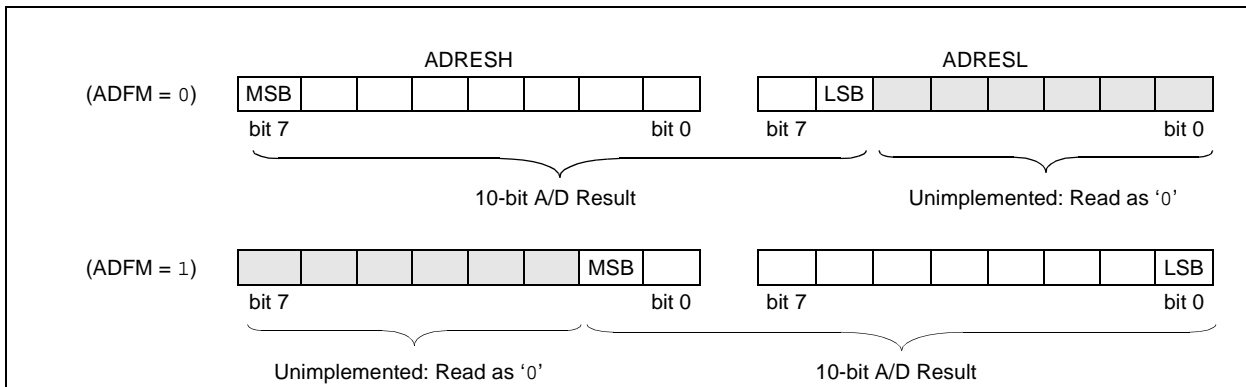 ADRESH ADRESL
(ADFM = 0) MSB LSB
bit 7 bit 0 bit 7 bit 0
10-bit A/D Result Unimplemented: Read as ‘0’
(ADFM = 1) MSB LSB
bit 7 bit 0 bit 7 bit 0
Unimplemented: Read as ‘0’ 10-bit A/D Result